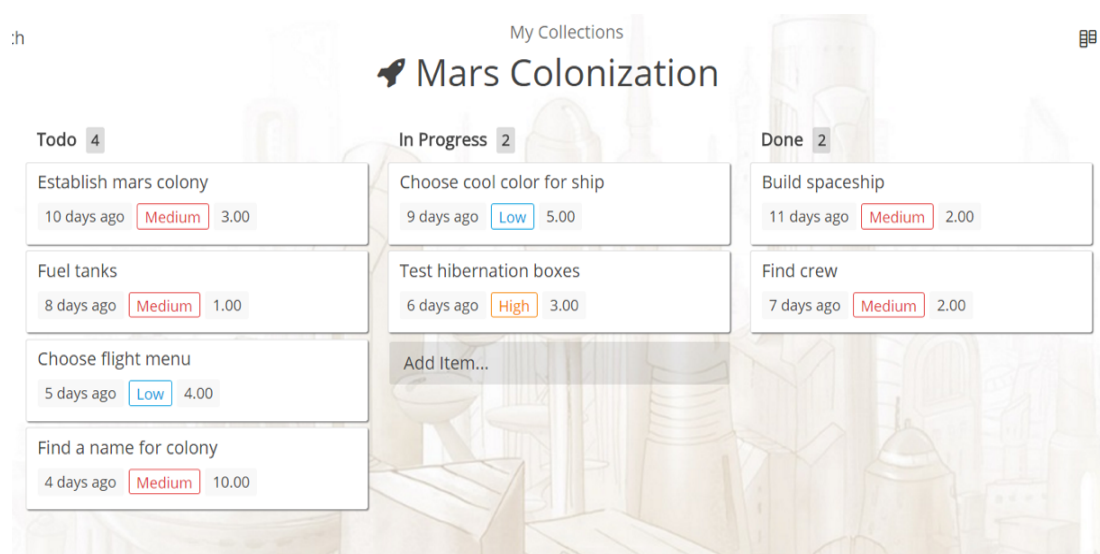 My Collections
Mars Colonization
Todo 4
Establish mars colony
10 days ago Medium 3.00
Fuel tanks
8 days ago Medium 1.00
Choose flight menu
5 days ago Low 4.00
Find a name for colony
4 days ago Medium 10.00
In Progress 2
Choose cool color for ship
9 days ago Low 5.00
Test hibernation boxes
6 days ago High 3.00
Add Item...
Done 2
Build spaceship
11 days ago Medium 2.00
Find crew
7 days ago Medium 2.00